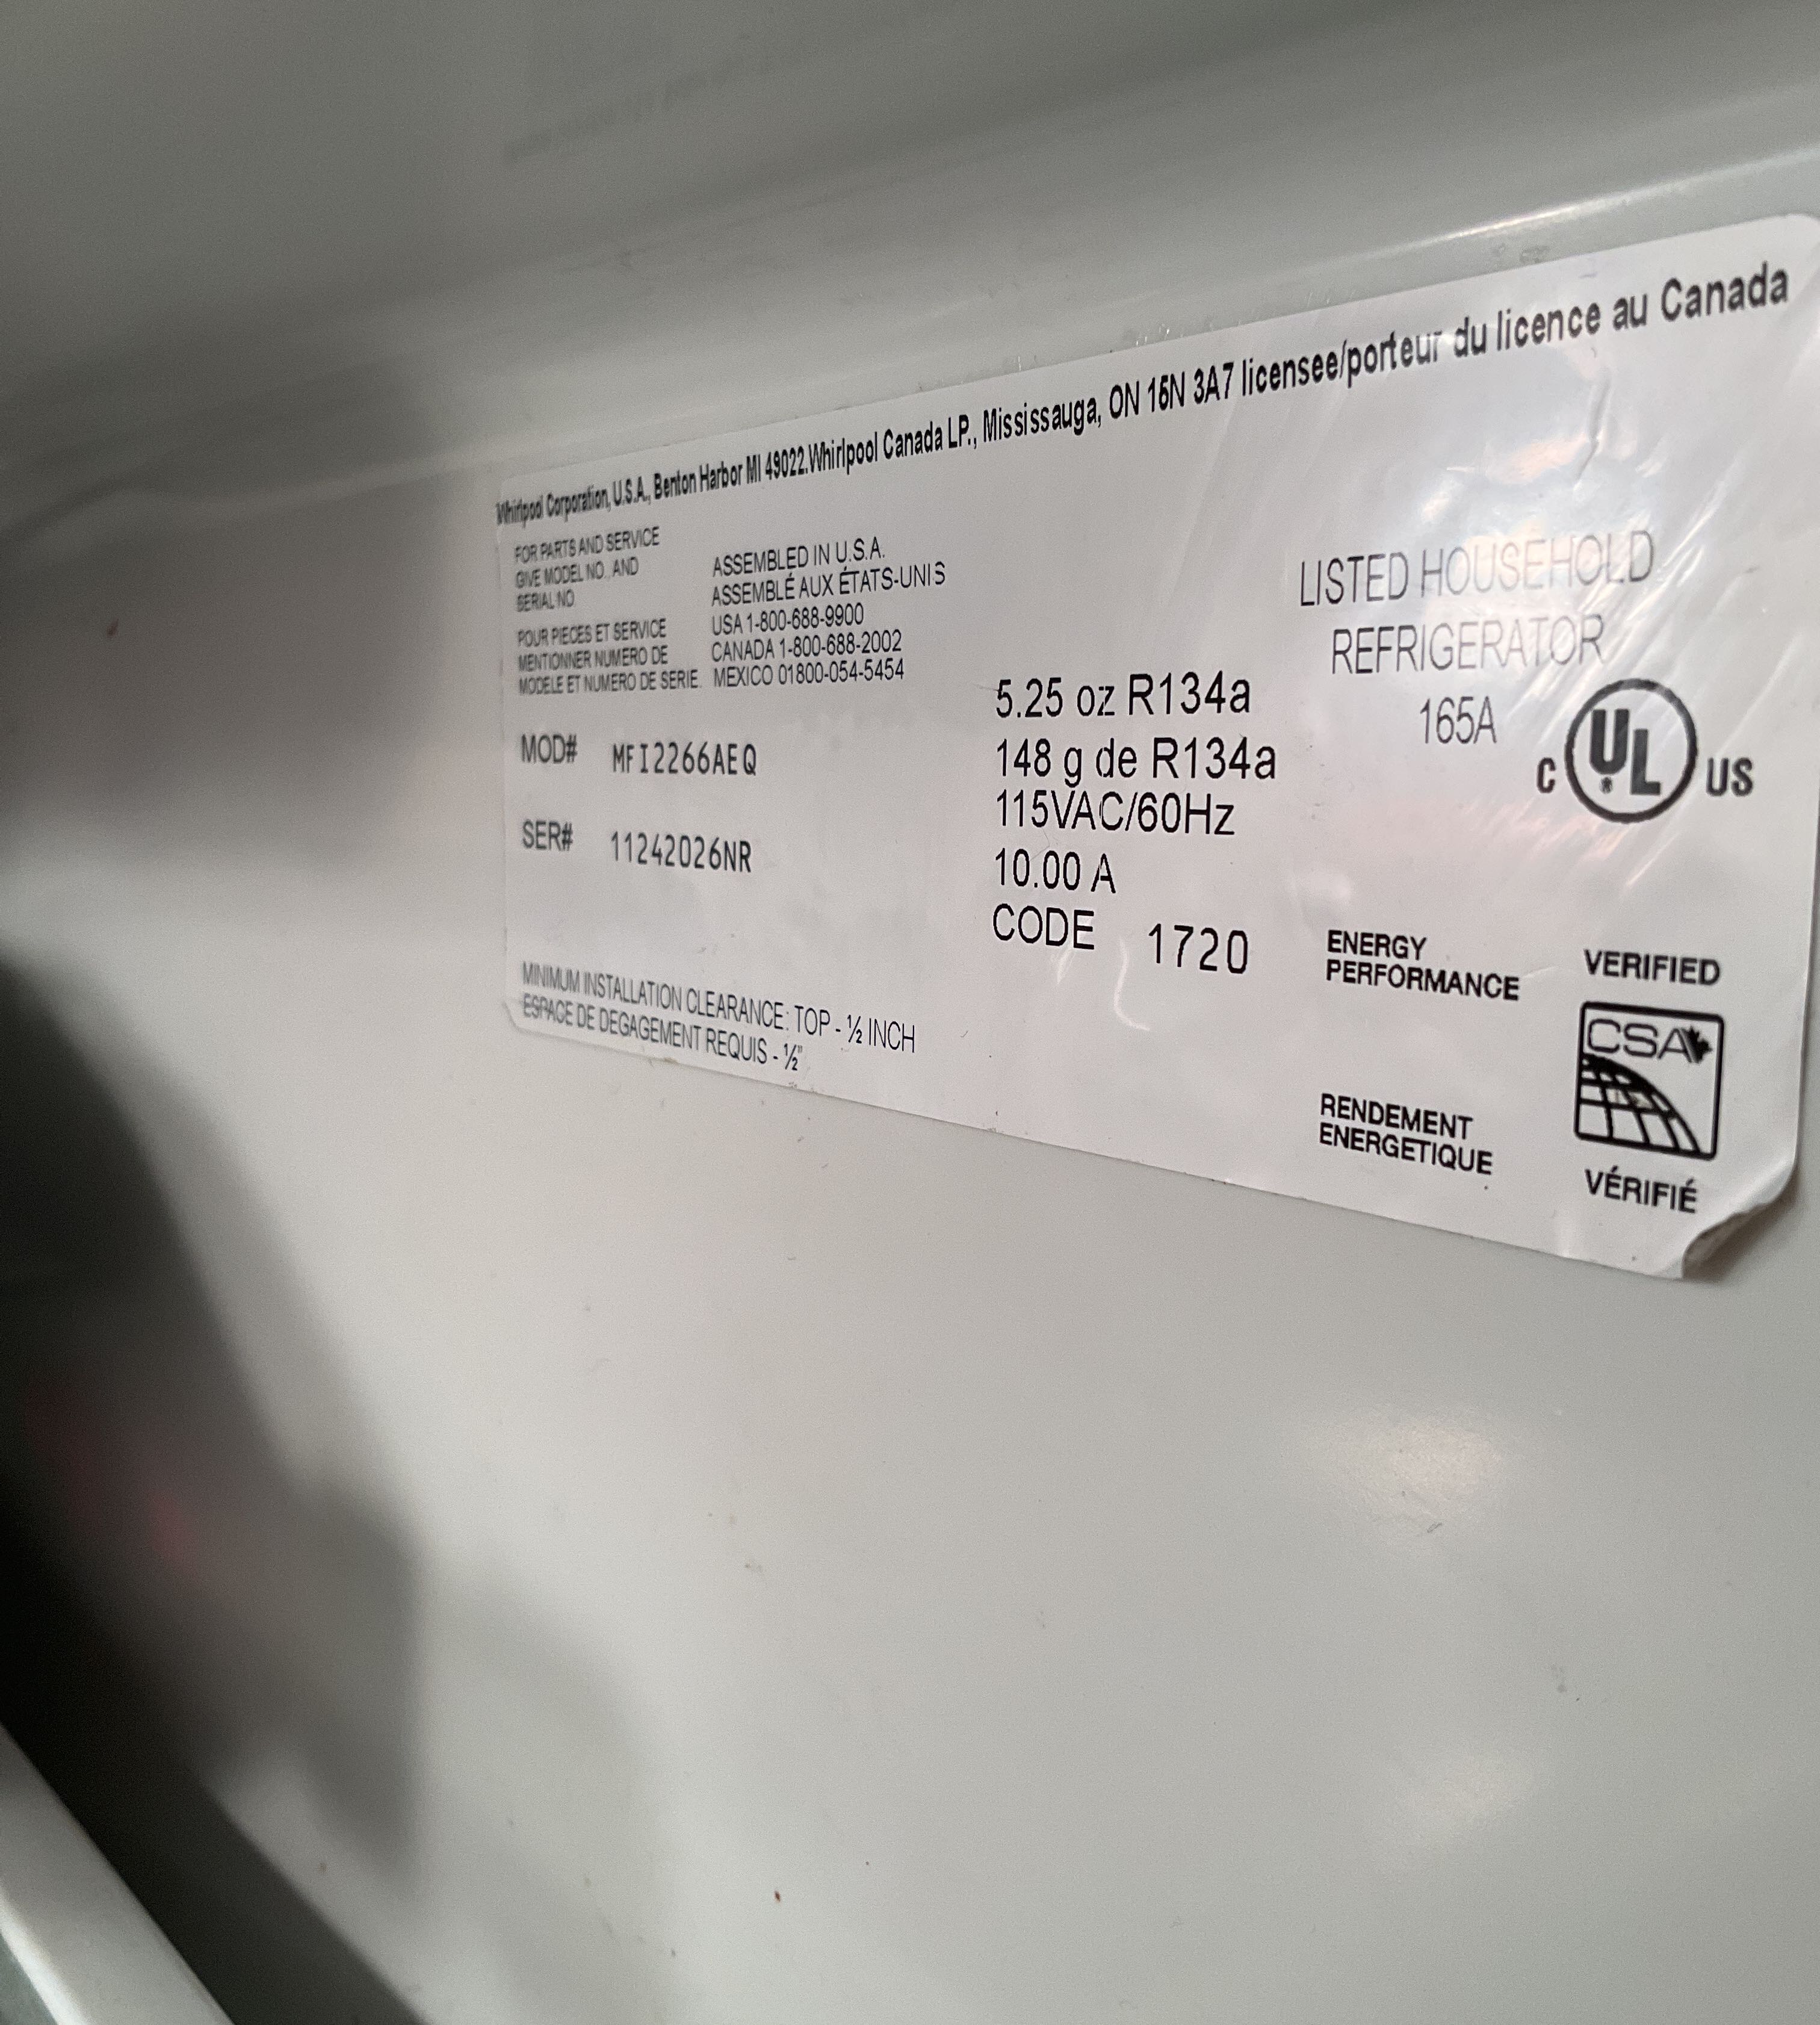 Whirlpool Corporation, U.S.A., Benton Harbor MI 49022.Whirlpool Canada LP., Mississauga, ON 15N 3A7 licensee/porteur du licence au Canada
FOR PARTS AND SERVICE
GIVE MODEL NO. AND
SERIAL NO
POUR PIECES ET SERVICE
MENTIONNER NUMERO DE
MODELE ET NUMERO DE SERIE.
ASSEMBLED IN U.S.A.
ASSEMBLÉ AUX ÉTATS-UNIS
USA 1-800-688-9900
CANADA 1-800-688-2002
MEXICO 01800-054-5454
MOD# MFI2266AEQ
SER# 11242026NR
MINIMUM INSTALLATION CLEARANCE: TOP - ½ INCH
ESPACE DE DEGAGEMENT REQUIS - ½"
5.25 oz R134a
148 g de R134a
115VAC/60Hz
10.00 A
CODE 1720
LISTED HOUSEHOLD
REFRIGERATOR
165A
C UL® US
ENERGY
PERFORMANCE
VERIFIED
CSA
RENDEMENT
ENERGETIQUE
VÉRIFIÉ